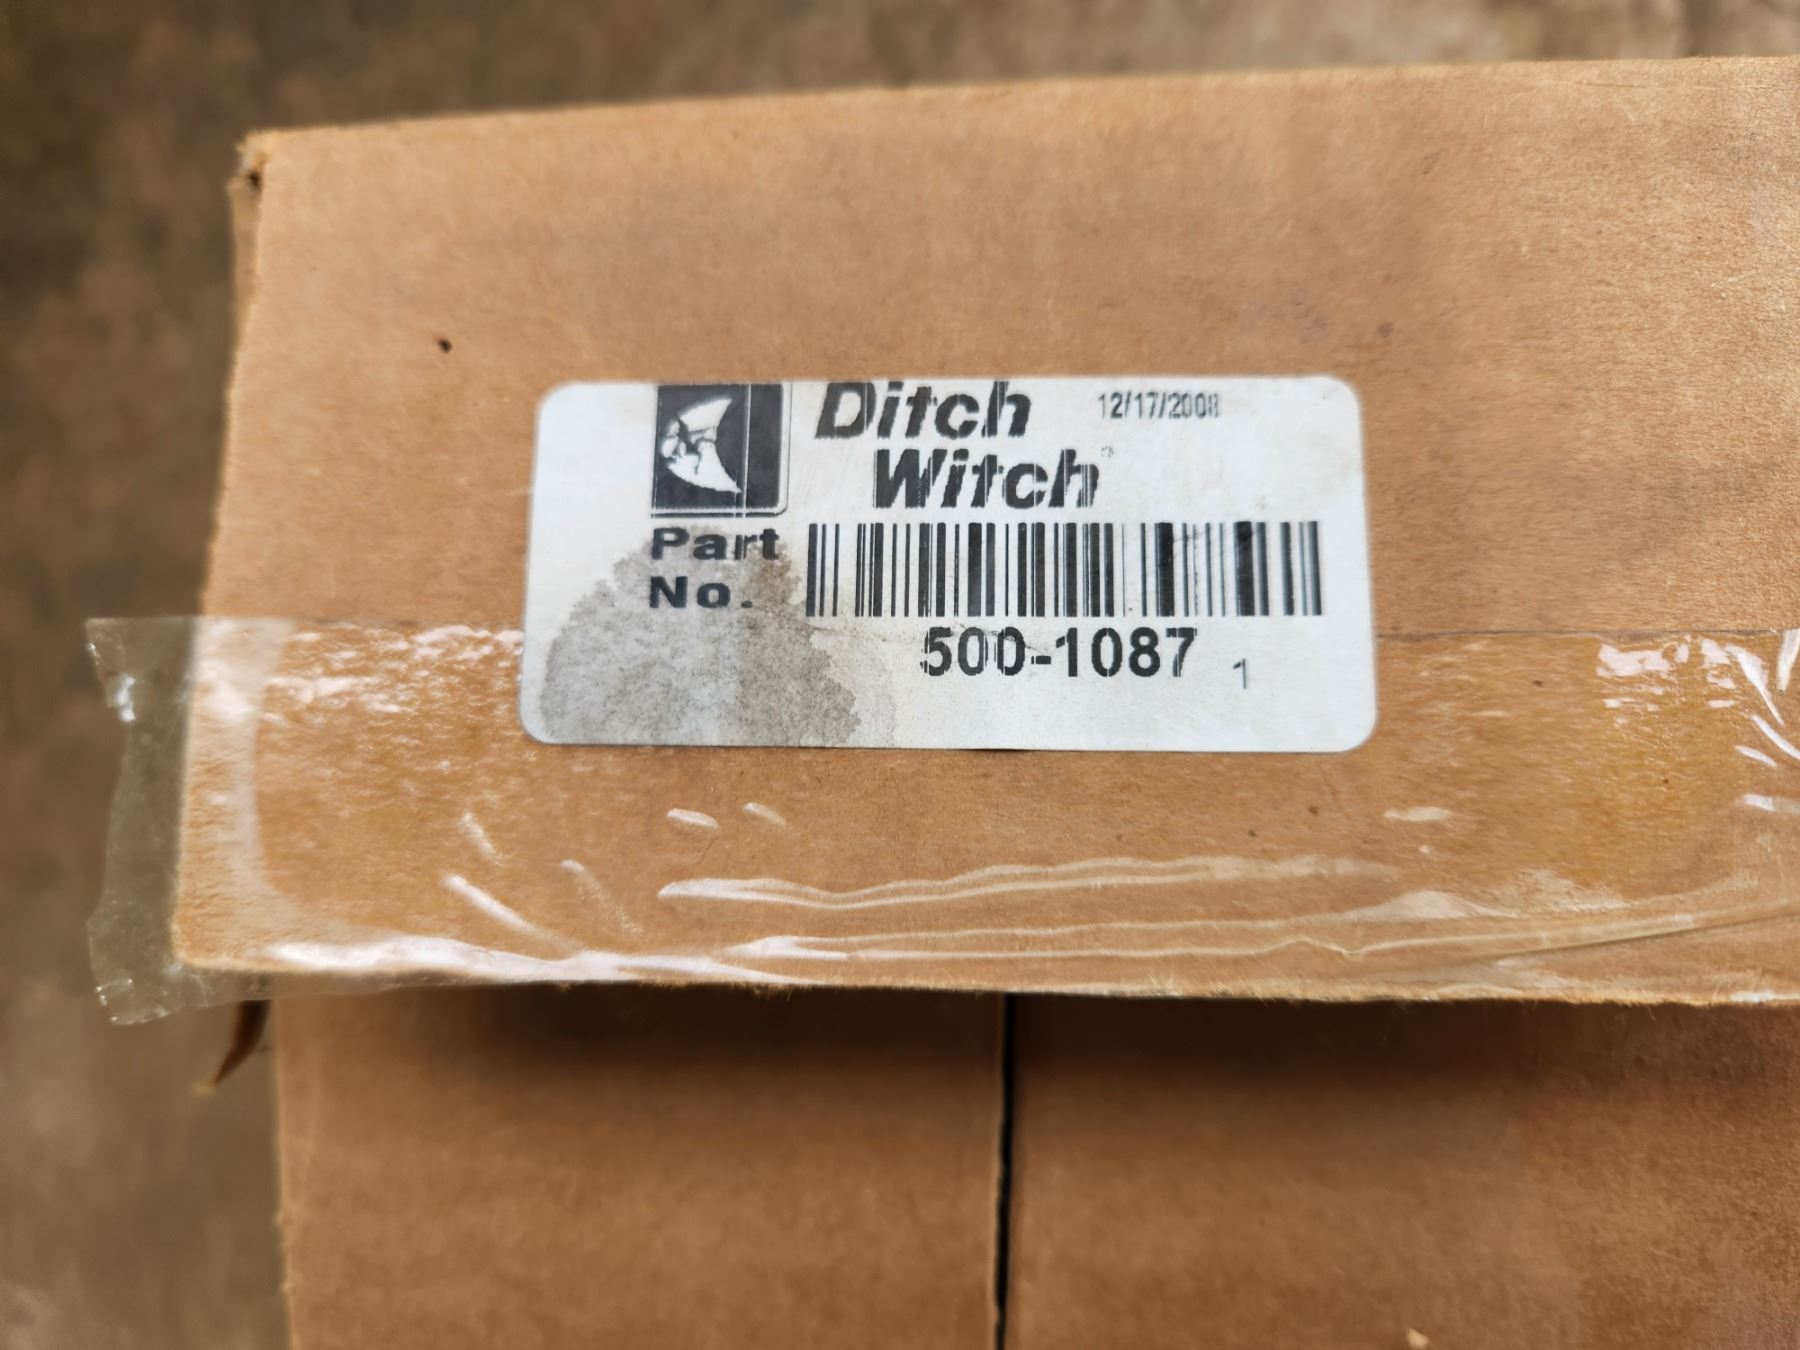 Ditch 12/17/2008
Witch®
Part
No.
500-1087 1